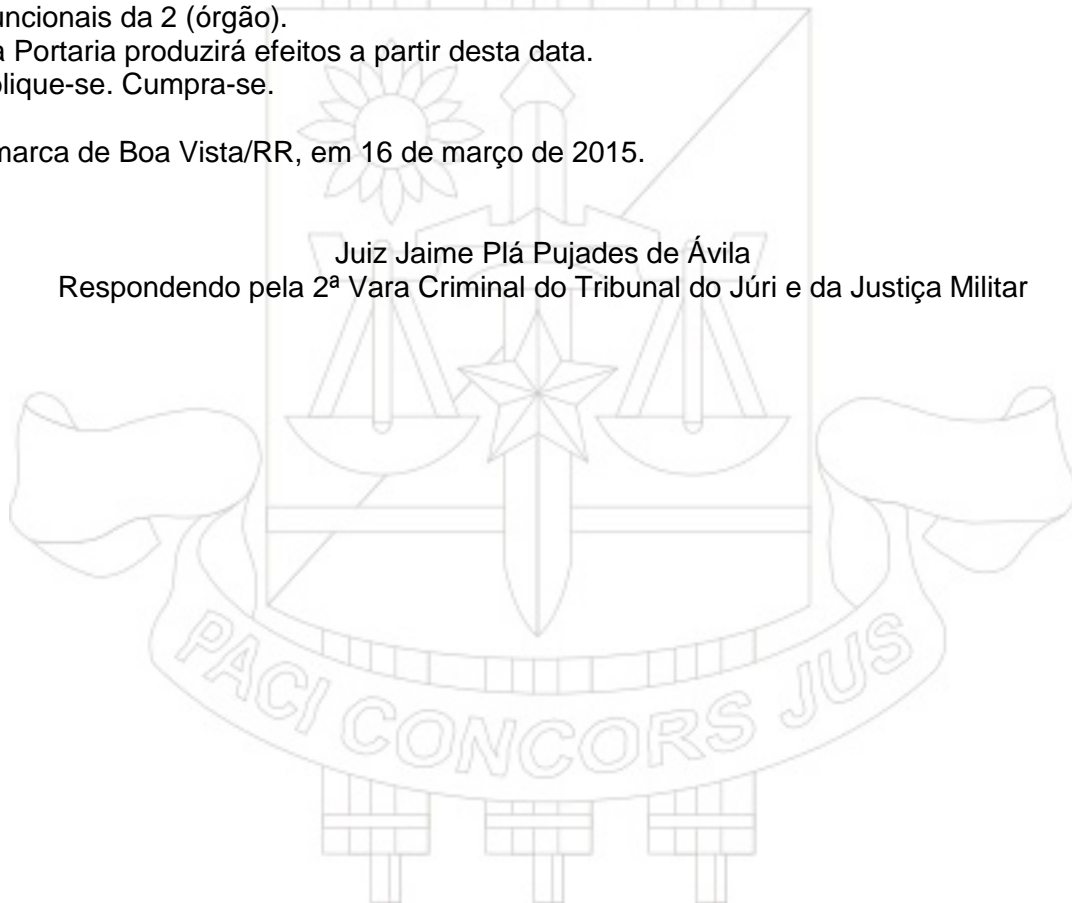 uncionais da 2 (órgão).
a Portaria produzirá efeitos a partir desta data.
blique-se. Cumpra-se.
marca de Boa Vista/RR, em 16 de março de 2015.
Juiz Jaime Plá Pujades de Ávila
Respondendo pela 2ª Vara Criminal do Tribunal do Júri e da Justiça Militar
PACI CONCORS JUS